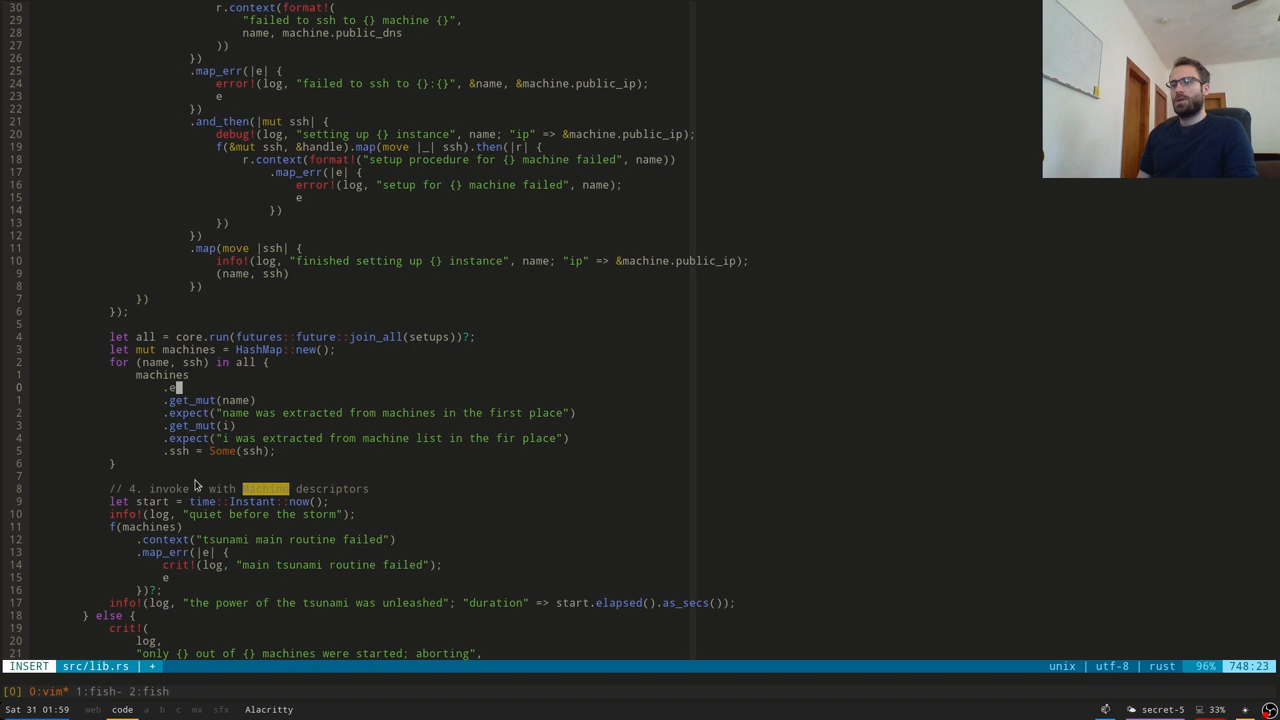 30                              r.context(format!(
29                                  "failed to ssh to {} machine {}",
28                                  name, machine.public_dns
27                              ))
26                          })
25                          .map_err(|e| {
24                              error!(log, "failed to ssh to {}:{}", &name, &machine.public_ip);
23                              e
22                          })
21                          .and_then(|mut ssh| {
20                              debug!(log, "setting up {} instance", name; "ip" => &machine.public_ip);
19                              f(&mut ssh, &handle).map(move |_| ssh).then(|r| {
18                                  r.context(format!("setup procedure for {} machine failed", name))
17                                      .map_err(|e| {
16                                          error!(log, "setup for {} machine failed", name);
15                                          e
14                                      })
13                              })
12                          })
11                          .map(move |ssh| {
10                              info!(log, "finished setting up {} instance", name; "ip" => &machine.public_ip);
9                               (name, ssh)
8                           })
7                   })
6               });
5
4               let all = core.run(futures::future::join_all(setups))?;
3               let mut machines = HashMap::new();
2               for (name, ssh) in all {
1                   machines
0                       .e
1                       .get_mut(name)
2                       .expect("name was extracted from machines in the first place")
3                       .get_mut(i)
4                       .expect("i was extracted from machine list in the fir place")
5                       .ssh = Some(ssh);
6               }
7
8               // 4. invoke F with Machine descriptors
9               let start = time::Instant::now();
10              info!(log, "quiet before the storm");
11              f(machines)
12                  .context("tsunami main routine failed")
13                  .map_err(|e| {
14                      crit!(log, "main tsunami routine failed");
15                      e
16                  })?;
17              info!(log, "the power of the tsunami was unleashed"; "duration" => start.elapsed().as_secs());
18          } else {
19              crit!(
20                  log,
21                  "only {} out of {} machines were started; aborting",
INSERT src/lib.rs | + unix | utf-8 | rust 96% 748:23
[0] 0:vim* 1:fish- 2:fish
Sat 31 01:59 web code a b c mx sfx Alacritty secret-5 33%